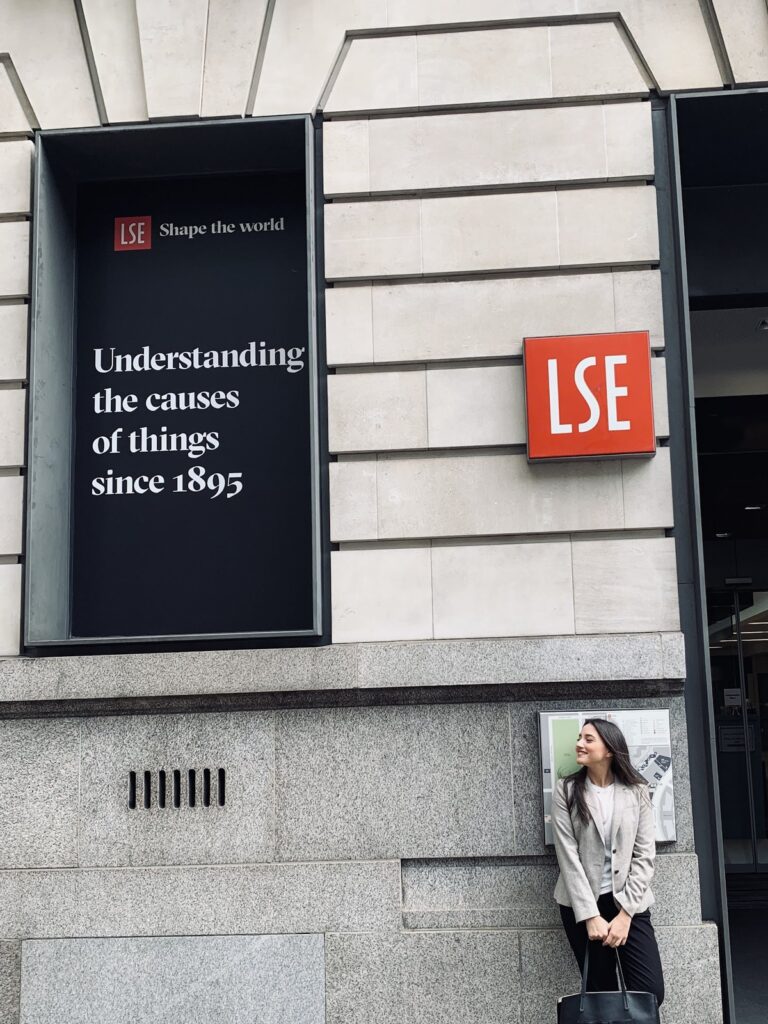 LSE Shape the world
Understanding
the causes
of things
since 1895
LSE